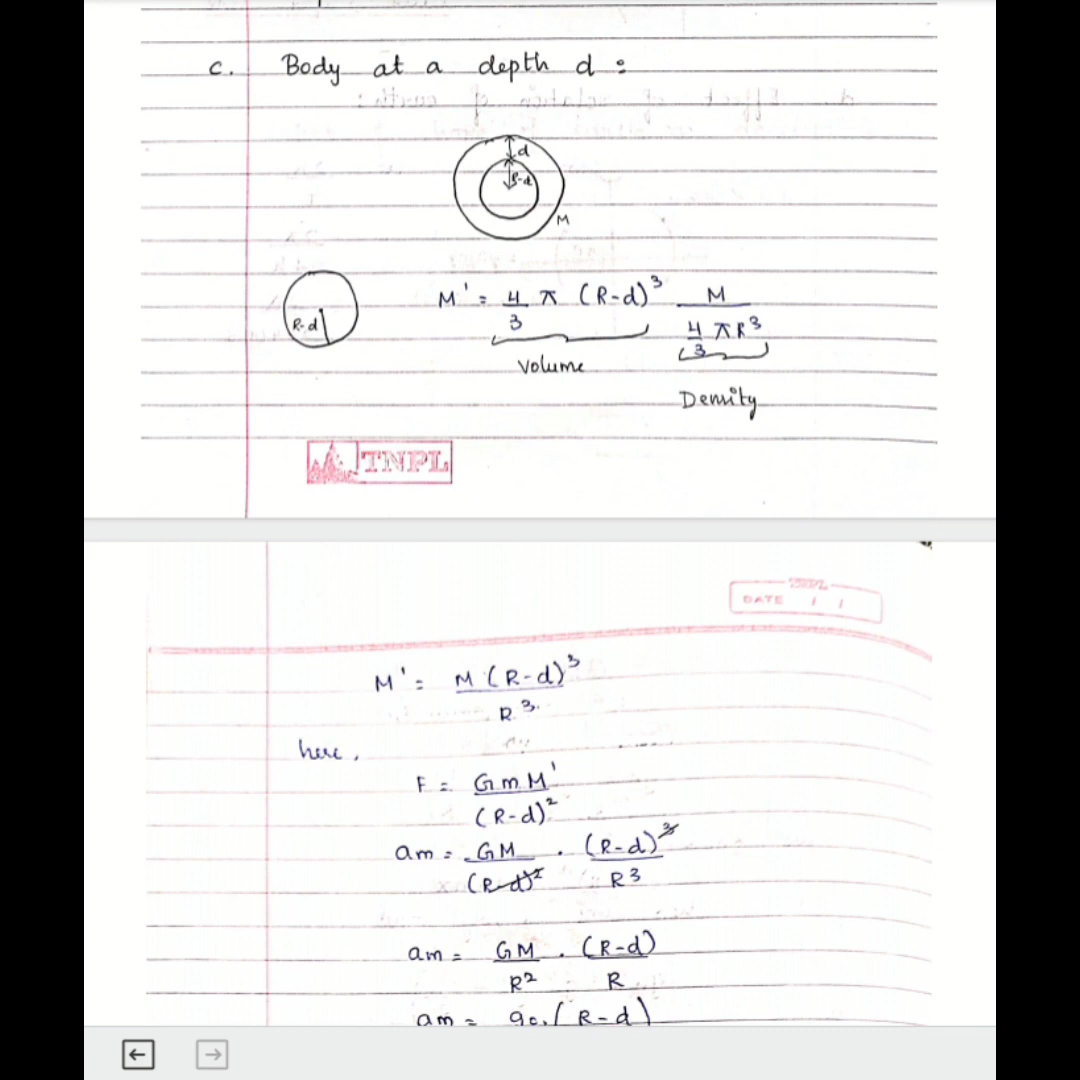 c. Body at a depth d :
d
R-d
M
R-d
M' = 4/3 π (R-d)³ M / 4/3 πR³
Volume
Density
TNPL
TNPL
DATE / /
M' = M (R-d)³ / R³
here,
F = G m M' / (R-d)²
am = GM / (R-d)² . (R-d)³ / R³
am = GM / R² . (R-d) / R
am = g₀ . (R-d)